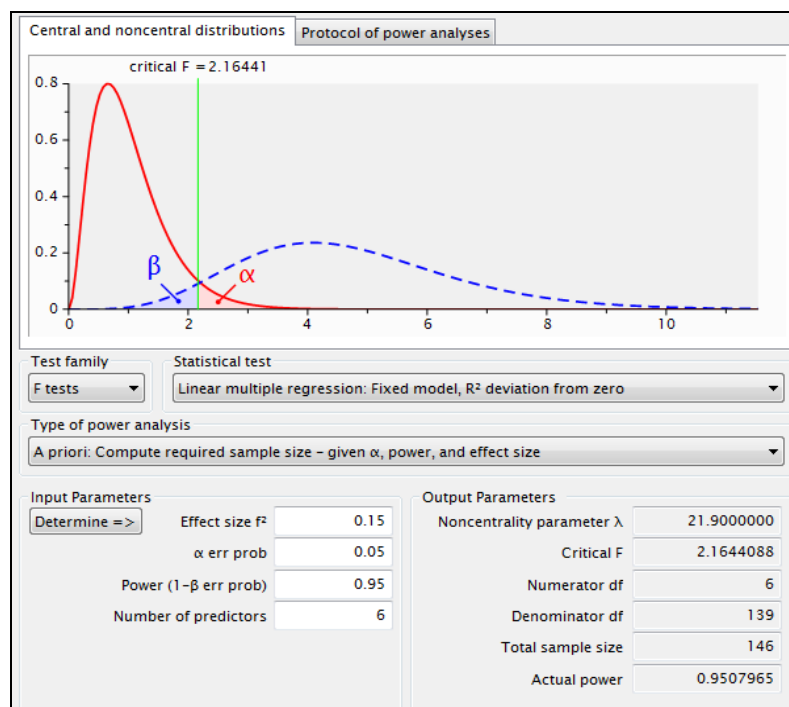 Central and noncentral distributions Protocol of power analyses
critical F = 2.16441
0.8
0.6
0.4
0.2
0
β
α
0 2 4 6 8 10
Test family Statistical test
F tests Linear multiple regression: Fixed model, R² deviation from zero
Type of power analysis
A priori: Compute required sample size – given α, power, and effect size
Input Parameters
Determine => Effect size f² 0.15
α err prob 0.05
Power (1-β err prob) 0.95
Number of predictors 6
Output Parameters
Noncentrality parameter λ 21.9000000
Critical F 2.1644088
Numerator df 6
Denominator df 139
Total sample size 146
Actual power 0.9507965